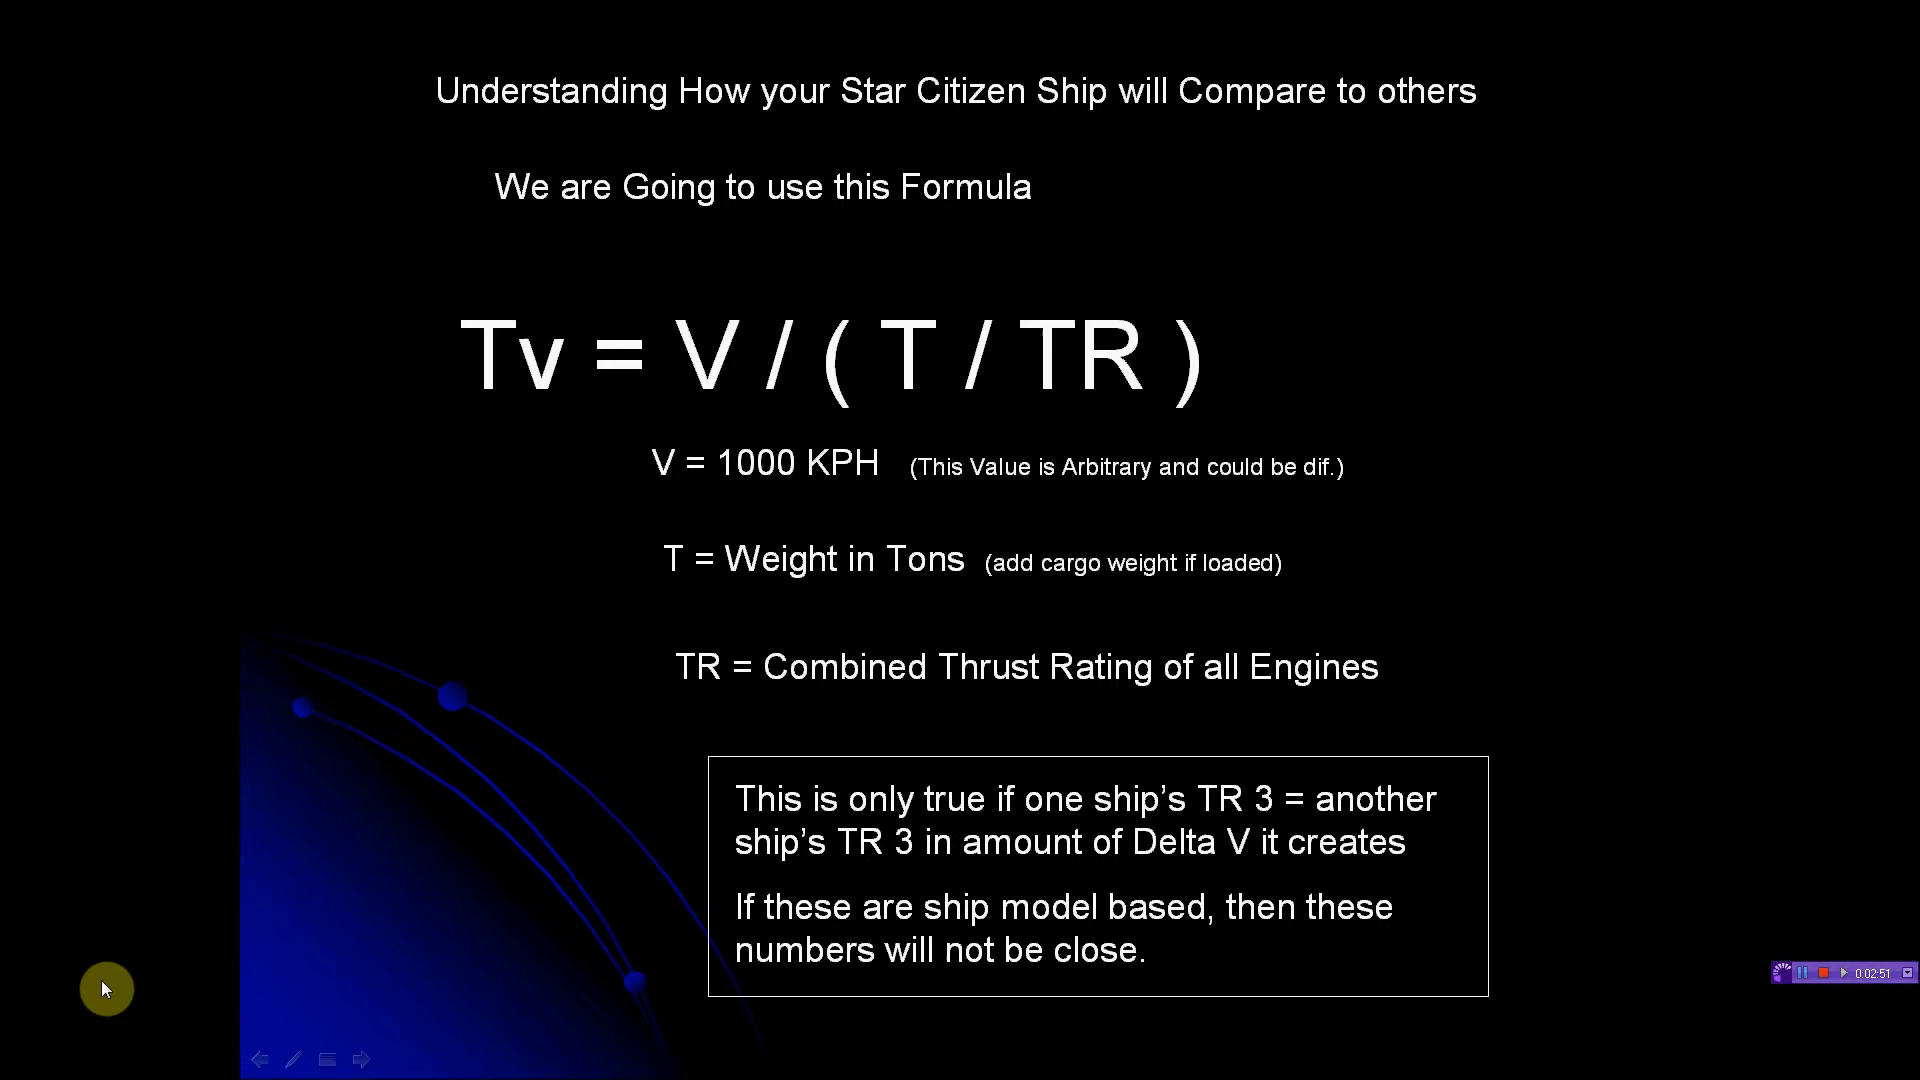 Understanding How your Star Citizen Ship will Compare to others
We are Going to use this Formula
Tv = V / ( T / TR )
V = 1000 KPH (This Value is Arbitrary and could be dif.)
T = Weight in Tons (add cargo weight if loaded)
TR = Combined Thrust Rating of all Engines
This is only true if one ship’s TR 3 = another
ship’s TR 3 in amount of Delta V it creates
If these are ship model based, then these
numbers will not be close.
0:02:51